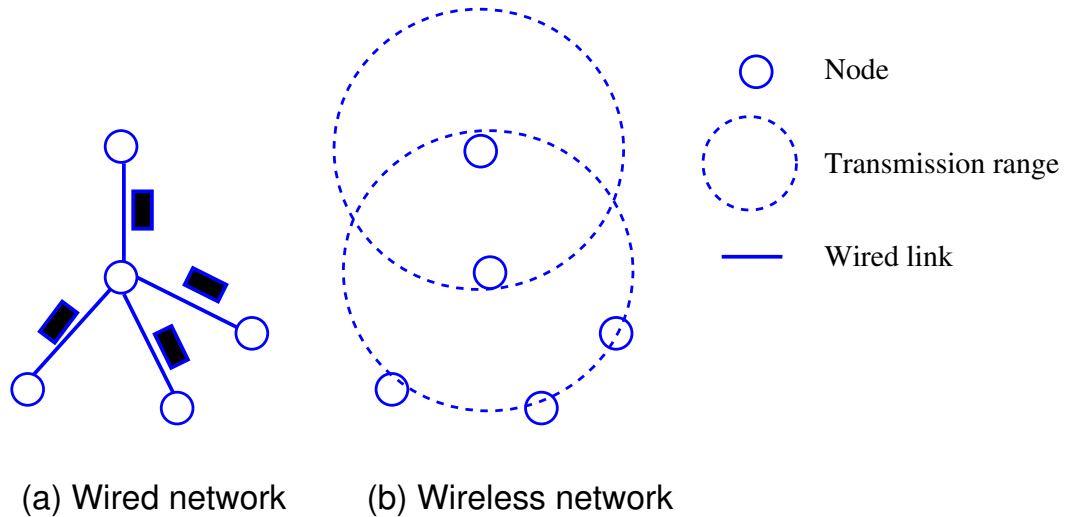 Node
Transmission range
Wired link
(a) Wired network
(b) Wireless network